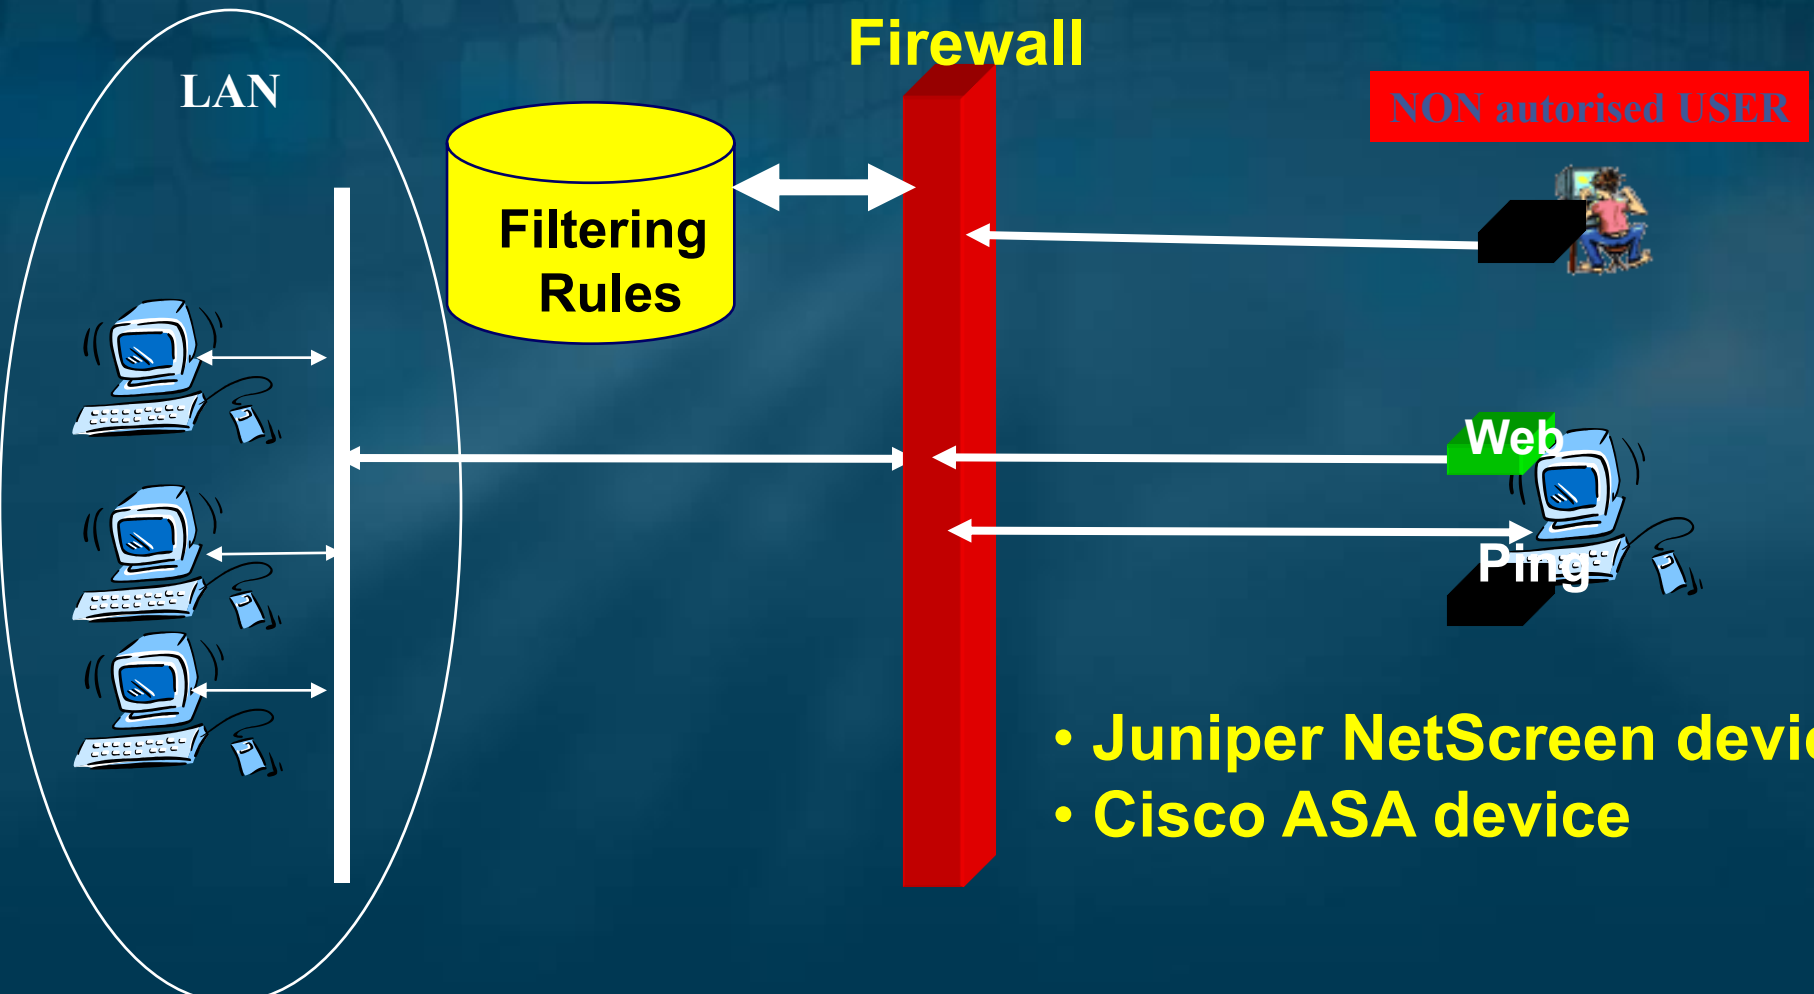 Firewall
LAN
NON autorised USER
Filtering
Rules
Web
Ping
• Juniper NetScreen devi
• Cisco ASA device